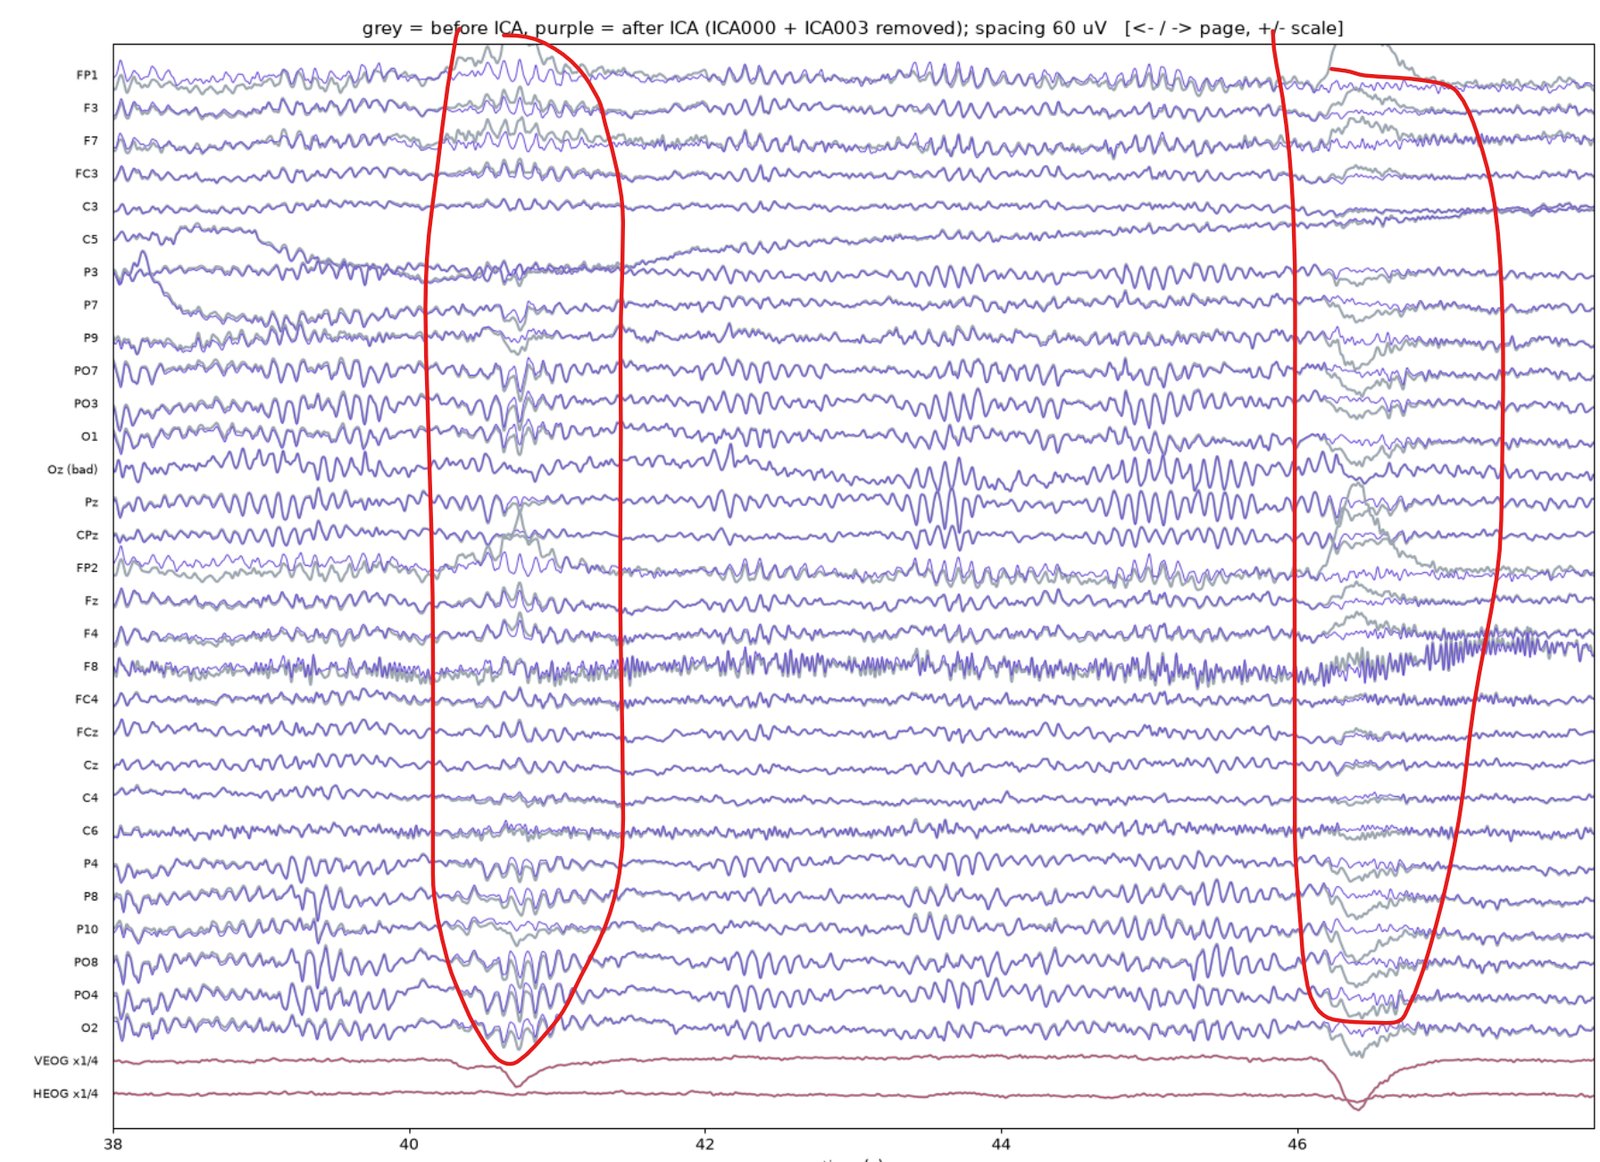 grey = before ICA, purple = after ICA (ICA000 + ICA003 removed); spacing 60 uV [<- / -> page, +/- scale]
FP1
F3
F7
FC3
C3
C5
P3
P7
P9
PO7
PO3
O1
Oz (bad)
Pz
CPz
FP2
Fz
F4
F8
FC4
FCz
Cz
C4
C6
P4
P8
P10
PO8
PO4
O2
VEOG x1/4
HEOG x1/4
38 40 42 44 46